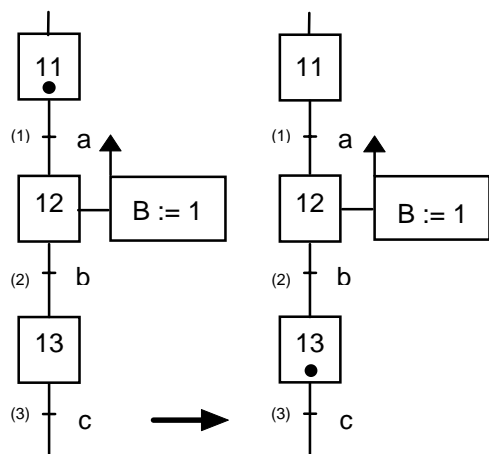 11
(1) a
12 B := 1
(2) b
13
(3) c
11
(1) a
12 B := 1
(2) b
13
(3) c